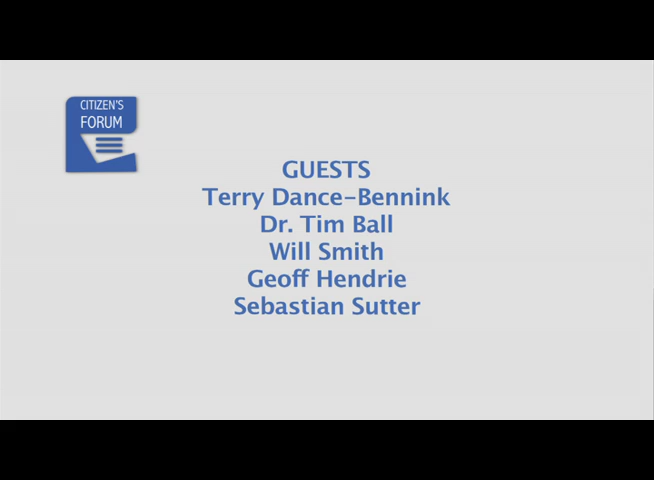 CITIZEN'S
FORUM
GUESTS
Terry Dance-Bennink
Dr. Tim Ball
Will Smith
Geoff Hendrie
Sebastian Sutter